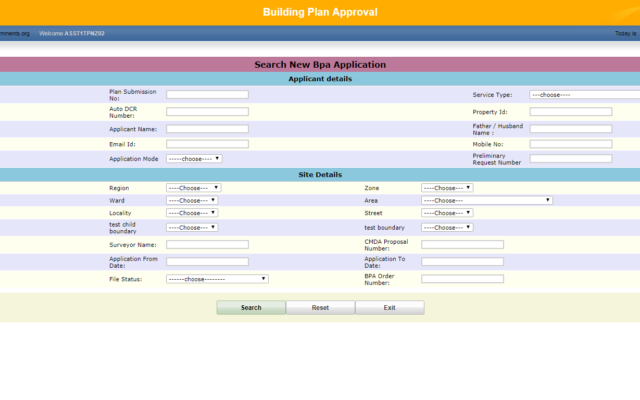 Building Plan Approval
mments.org Welcome ASST1TPNZ02 Today is
Search New Bpa Application
Applicant details
Plan Submission No: Service Type: ---choose----
Auto DCR Number: Property Id:
Applicant Name: Father / Husband Name :
Email Id: Mobile No:
Application Mode -----choose---- Preliminary Request Number
Site Details
Region ----Choose--- Zone ----Choose---
Ward ----Choose--- Area ----Choose---
Locality ----Choose--- Street ----Choose---
test child boundary ----Choose--- test boundary ----Choose---
Surveyor Name: CMDA Proposal Number:
Application From Date: Application To Date:
File Status: ------choose-------- BPA Order Number:
Search Reset Exit